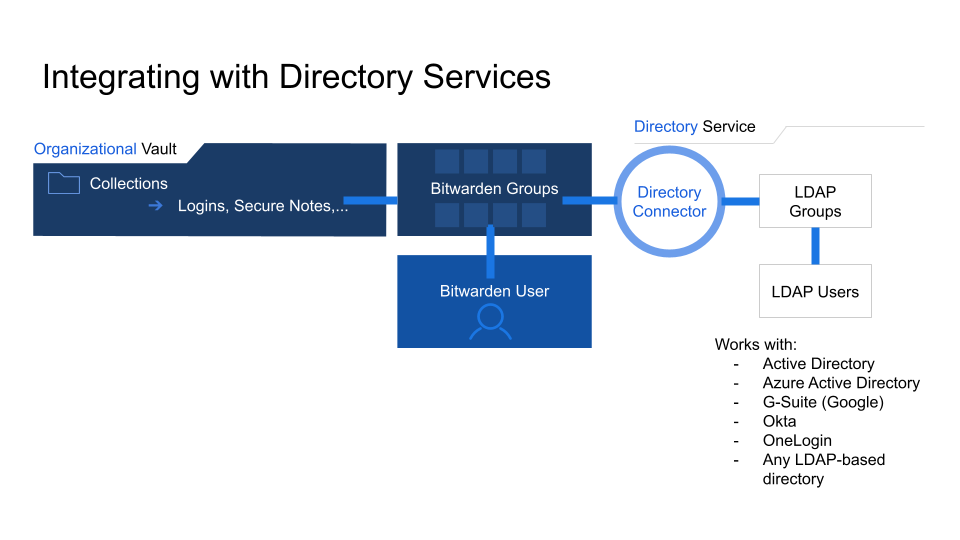 Integrating with Directory Services
Directory Service
Organizational Vault
Collections
➔ Logins, Secure Notes,...
Bitwarden Groups
Directory
Connector
LDAP
Groups
Bitwarden User
LDAP Users
Works with:
- Active Directory
- Azure Active Directory
- G-Suite (Google)
- Okta
- OneLogin
- Any LDAP-based
directory